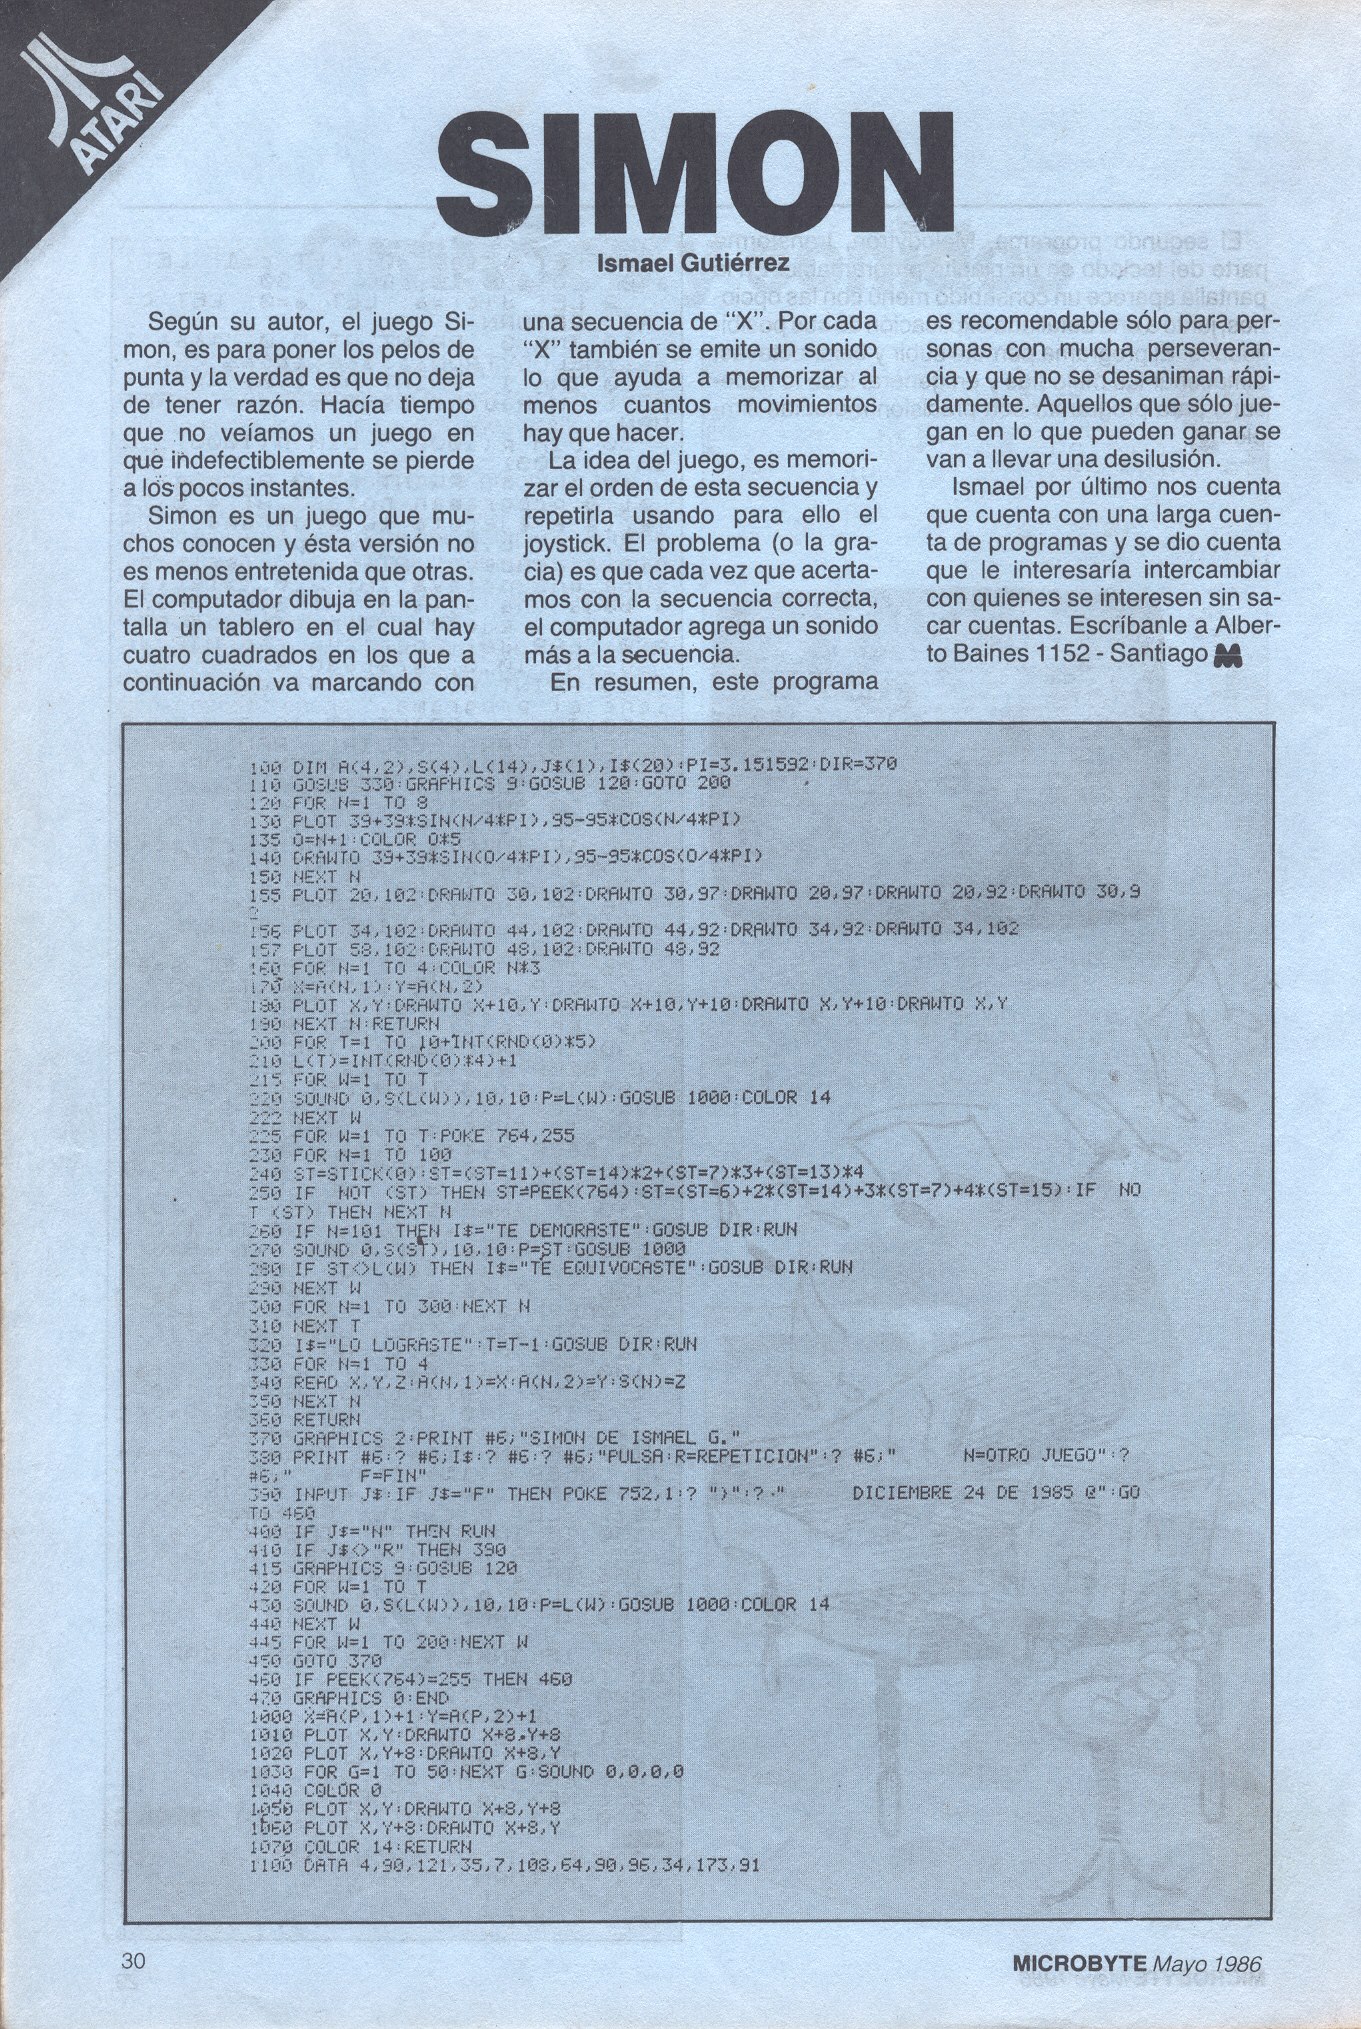 ATARI
SIMON
Ismael Gutiérrez
Según su autor, el juego Si-
mon, es para poner los pelos de
punta y la verdad es que no deja
de tener razón. Hacía tiempo
que no veíamos un juego en
que indefectiblemente se pierde
a los pocos instantes.
Simon es un juego que mu-
chos conocen y ésta versión no
es menos entretenida que otras.
El computador dibuja en la pan-
talla un tablero en el cual hay
cuatro cuadrados en los que a
continuación va marcando con
una secuencia de “X”. Por cada
“X” también se emite un sonido
lo que ayuda a memorizar al
menos cuantos movimientos
hay que hacer.
La idea del juego, es memori-
zar el orden de esta secuencia y
repetirla usando para ello el
joystick. El problema (o la gra-
cia) es que cada vez que acerta-
mos con la secuencia correcta,
el computador agrega un sonido
más a la secuencia.
En resumen, este programa
es recomendable sólo para per-
sonas con mucha perseveran-
cia y que no se desaniman rápi-
damente. Aquellos que sólo jue-
gan en lo que pueden ganar se
van a llevar una desilusión.
Ismael por último nos cuenta
que cuenta con una larga cuen-
ta de programas y se dio cuenta
que le interesaría intercambiar
con quienes se interesen sin sa-
car cuentas. Escríbanle a Alber-
to Baines 1152 - Santiago
100 DIM A(4,2),S(4),L(14),J$(1),I$(20):PI=3.151592:DIR=370
110 GOSUB 330:GRAPHICS 9:GOSUB 120:GOTO 200
120 FOR N=1 TO 8
130 PLOT 39+39*SIN(N/4*PI),95-95*COS(N/4*PI)
135 O=N+1:COLOR O*5
140 DRAWTO 39+39*SIN(O/4*PI),95-95*COS(O/4*PI)
150 NEXT N
155 PLOT 20,102:DRAWTO 30,102:DRAWTO 30,97:DRAWTO 20,97:DRAWTO 20,92:DRAWTO 30,9
2
156 PLOT 34,102:DRAWTO 44,102:DRAWTO 44,92:DRAWTO 34,92:DRAWTO 34,102
157 PLOT 58,102:DRAWTO 48,102:DRAWTO 48,92
160 FOR N=1 TO 4:COLOR N*3
170 X=A(N,1):Y=A(N,2)
180 PLOT X,Y:DRAWTO X+10,Y:DRAWTO X+10,Y+10:DRAWTO X,Y+10:DRAWTO X,Y
190 NEXT N:RETURN
200 FOR T=1 TO 10+INT(RND(0)*5)
210 L(T)=INT(RND(0)*4)+1
215 FOR W=1 TO T
220 SOUND 0,S(L(W)),10,10:P=L(W):GOSUB 1000:COLOR 14
222 NEXT W
225 FOR W=1 TO T:POKE 764,255
230 FOR N=1 TO 100
240 ST=STICK(0):ST=(ST=11)+(ST=14)*2+(ST=7)*3+(ST=13)*4
250 IF  NOT (ST) THEN ST=PEEK(764):ST=(ST=6)+2*(ST=14)+3*(ST=7)+4*(ST=15):IF  NO
T (ST) THEN NEXT N
260 IF N=101 THEN I$="TE DEMORASTE":GOSUB DIR:RUN
270 SOUND 0,S(ST),10,10:P=ST:GOSUB 1000
280 IF ST<>L(W) THEN I$="TE EQUIVOCASTE":GOSUB DIR:RUN
290 NEXT W
300 FOR N=1 TO 300:NEXT N
310 NEXT T
320 I$="LO LOGRASTE":T=T-1:GOSUB DIR:RUN
330 FOR N=1 TO 4
340 READ X,Y,Z:A(N,1)=X:A(N,2)=Y:S(N)=Z
350 NEXT N
360 RETURN
370 GRAPHICS 2:PRINT #6;"SIMON DE ISMAEL G."
380 PRINT #6:? #6;I$:? #6:? #6;"PULSA:R=REPETICION":? #6;"      N=OTRO JUEGO":?
#6;"      F=FIN"
390 INPUT J$:IF J$="F" THEN POKE 752,1:? ")":? "      DICIEMBRE 24 DE 1985 @":GO
TO 460
400 IF J$="N" THEN RUN
410 IF J$<>"R" THEN 390
415 GRAPHICS 9:GOSUB 120
420 FOR W=1 TO T
430 SOUND 0,S(L(W)),10,10:P=L(W):GOSUB 1000:COLOR 14
440 NEXT W
445 FOR W=1 TO 200:NEXT W
450 GOTO 370
460 IF PEEK(764)=255 THEN 460
470 GRAPHICS 0:END
1000 X=A(P,1)+1:Y=A(P,2)+1
1010 PLOT X,Y:DRAWTO X+8,Y+8
1020 PLOT X,Y+8:DRAWTO X+8,Y
1030 FOR G=1 TO 50:NEXT G:SOUND 0,0,0,0
1040 COLOR 0
1050 PLOT X,Y:DRAWTO X+8,Y+8
1060 PLOT X,Y+8:DRAWTO X+8,Y
1070 COLOR 14:RETURN
1100 DATA 4,90,121,35,7,108,64,90,96,34,173,91
30
MICROBYTE Mayo 1986